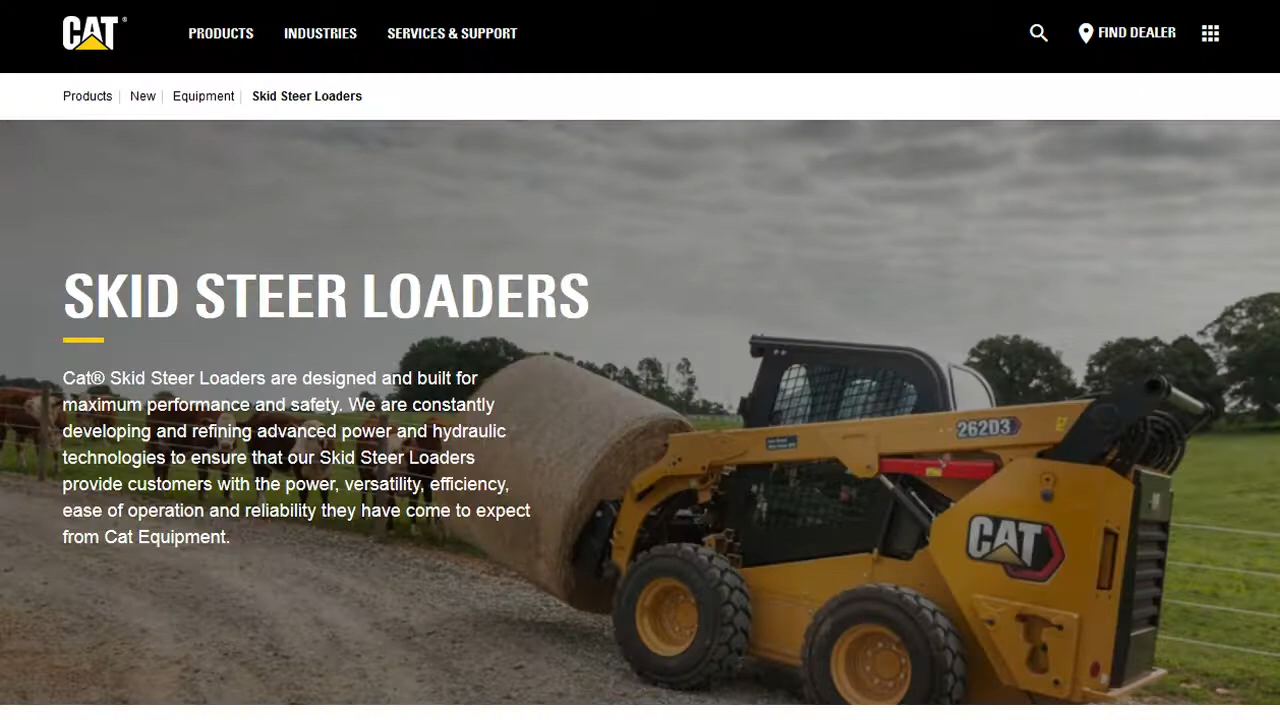 CAT®
PRODUCTS INDUSTRIES SERVICES & SUPPORT FIND DEALER
Products | New | Equipment | Skid Steer Loaders
SKID STEER LOADERS
Cat® Skid Steer Loaders are designed and built for
maximum performance and safety. We are constantly
developing and refining advanced power and hydraulic
technologies to ensure that our Skid Steer Loaders
provide customers with the power, versatility, efficiency,
ease of operation and reliability they have come to expect
from Cat Equipment.
262D3
CAT